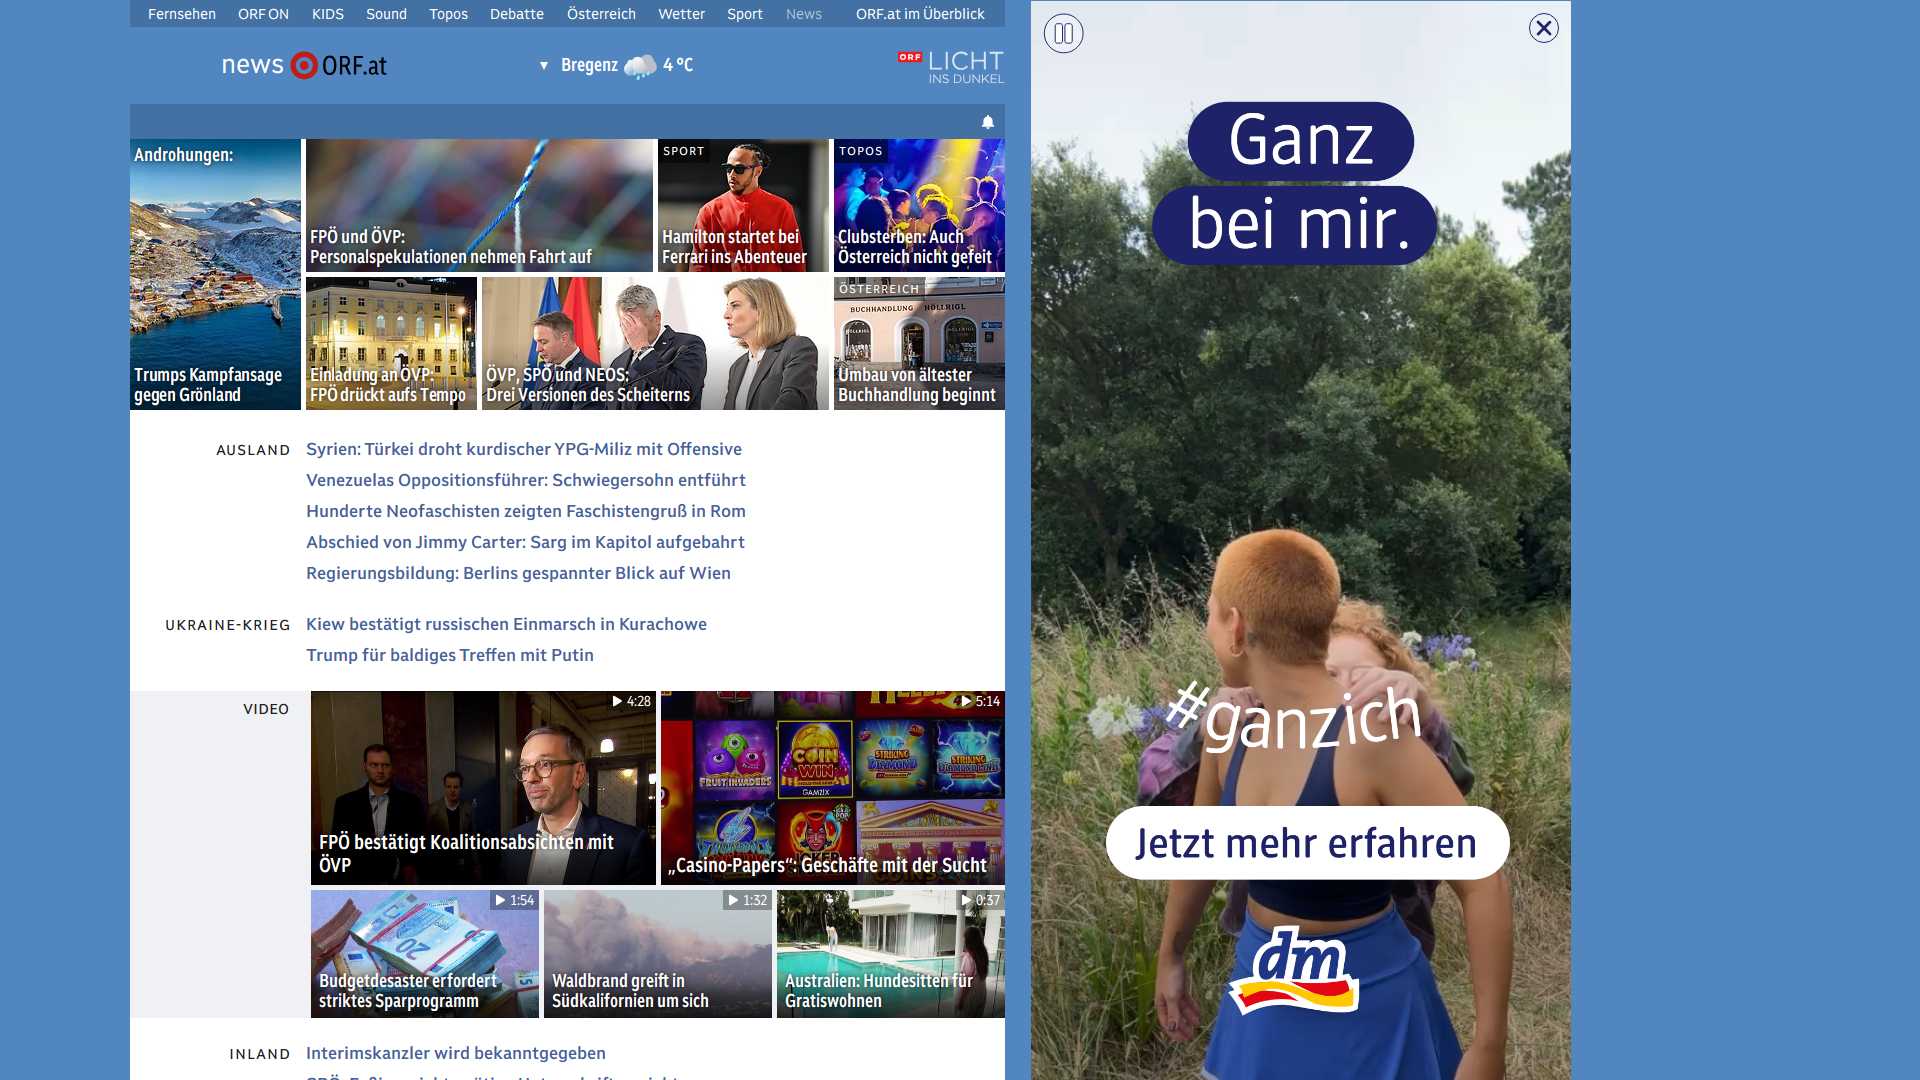 Fernsehen ORF ON KIDS Sound Topos Debatte Österreich Wetter Sport News ORF.at im Überblick
news ORF.at
▼ Bregenz 4 °C
ORF LICHT
INS DUNKEL
Androhungen:
Trumps Kampfansage
gegen Grönland
FPÖ und ÖVP:
Personalspekulationen nehmen Fahrt auf
SPORT
Hamilton startet bei
Ferrari ins Abenteuer
TOPOS
Clubsterben: Auch
Österreich nicht gefeit
Einladung an ÖVP:
FPÖ drückt aufs Tempo
ÖVP, SPÖ und NEOS:
Drei Versionen des Scheiterns
ÖSTERREICH
BUCHHANDLUNG HÖLLRIGL
Umbau von ältester
Buchhandlung beginnt
AUSLAND
Syrien: Türkei droht kurdischer YPG-Miliz mit Offensive
Venezuelas Oppositionsführer: Schwiegersohn entführt
Hunderte Neofaschisten zeigten Faschistengruß in Rom
Abschied von Jimmy Carter: Sarg im Kapitol aufgebahrt
Regierungsbildung: Berlins gespannter Blick auf Wien
UKRAINE-KRIEG
Kiew bestätigt russischen Einmarsch in Kurachowe
Trump für baldiges Treffen mit Putin
VIDEO
4:28
FPÖ bestätigt Koalitionsabsichten mit
ÖVP
5:14
FRUIT INVADERS
COIN
WIN
GAMZIX
STRIKING
DIAMOND
STRIKING
JOKER
„Casino-Papers“: Geschäfte mit der Sucht
1:54
20
Budgetdesaster erfordert
striktes Sparprogramm
1:32
Waldbrand greift in
Südkalifornien um sich
0:37
Australien: Hundesitten für
Gratiswohnen
INLAND
Interimskanzler wird bekanntgegeben
Ganz
bei mir.
#ganzich
Jetzt mehr erfahren
dm